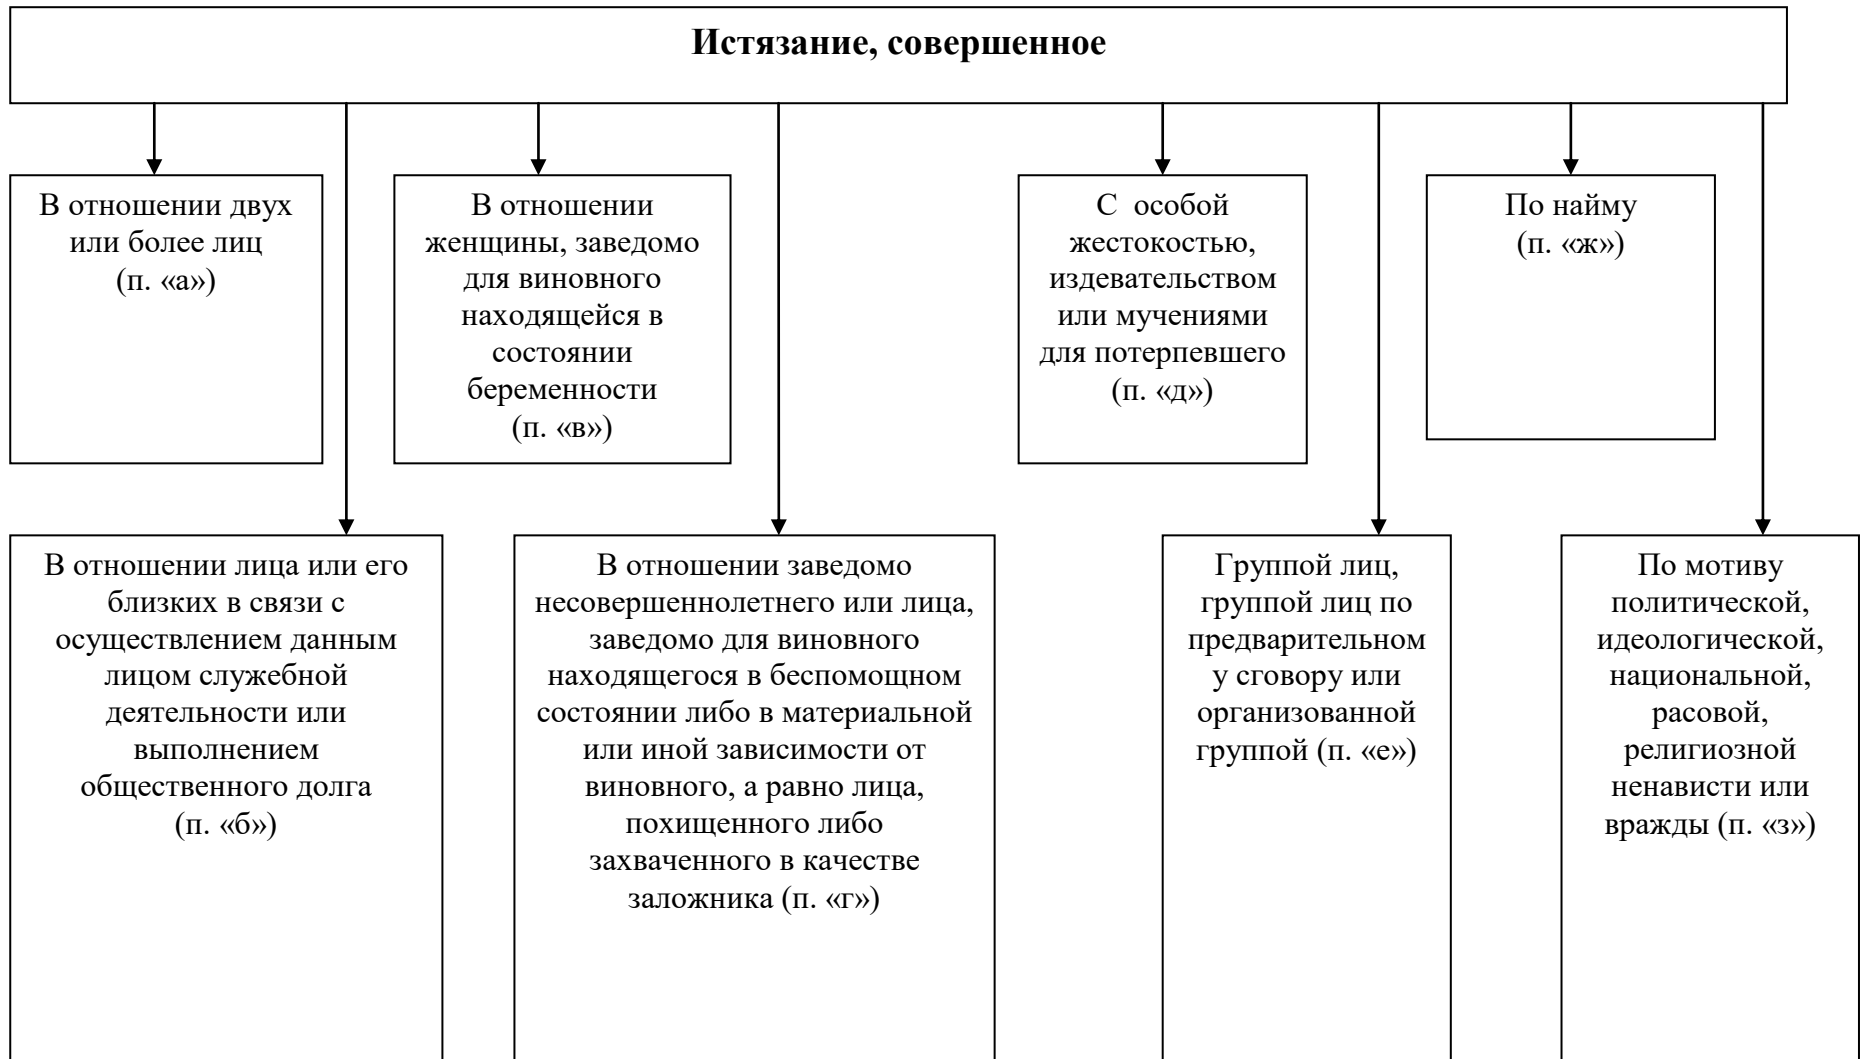 Истязание, совершенное
В отношении двух
или более лиц
(п. «а»)
В отношении
женщины, заведомо
для виновного
находящейся в
состоянии
беременности
(п. «в»)
С  особой
жестокостью,
издевательством
или мучениями
для потерпевшего
(п. «д»)
По найму
(п. «ж»)
В отношении лица или его
близких в связи с
осуществлением данным
лицом служебной
деятельности или
выполнением
общественного долга
(п. «б»)
В отношении заведомо
несовершеннолетнего или лица,
заведомо для виновного
находящегося в беспомощном
состоянии либо в материальной
или иной зависимости от
виновного, а равно лица,
похищенного либо
захваченного в качестве
заложника (п. «г»)
Группой лиц,
группой лиц по
предварительном
у сговору или
организованной
группой (п. «е»)
По мотиву
политической,
идеологической,
национальной,
расовой,
религиозной
ненависти или
вражды (п. «з»)